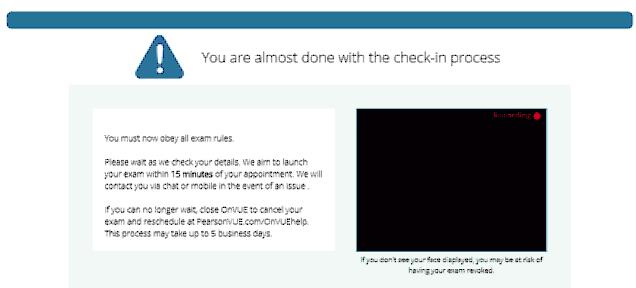 You are almost done with the check-in process
You must now obey all exam rules.
Please wait as we check your details. We aim to launch
your exam within 15 minutes of your appointment. We will
contact you via chat or mobile in the event of an issue .
If you can no longer wait, close OnVUE to cancel your
exam and reschedule at PearsonVUE.com/OnVUEhelp.
This process may take up to 5 business days.
Recording
If you don't see your face displayed, you may be at risk of
having your exam revoked.